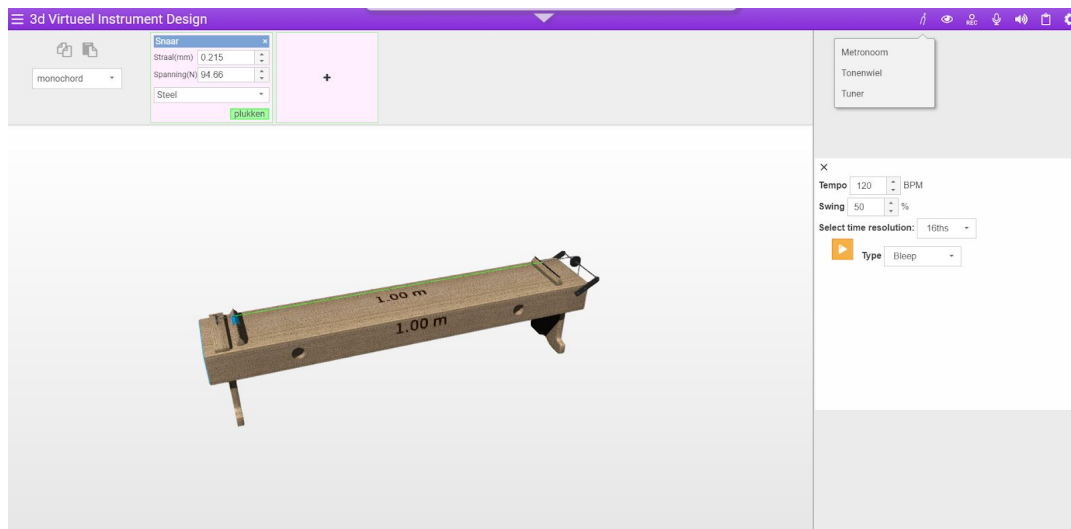 3d Virtueel Instrument Design
REC
monochord
Snaar ×
Straal(mm) 0.215
Spanning(N) 94.66
Steel
plukken
+
Metronoom
Tonenwiel
Tuner
Tempo 120 BPM
Swing 50 %
Select time resolution: 16ths
Type Bleep
1.00 m
1.00 m